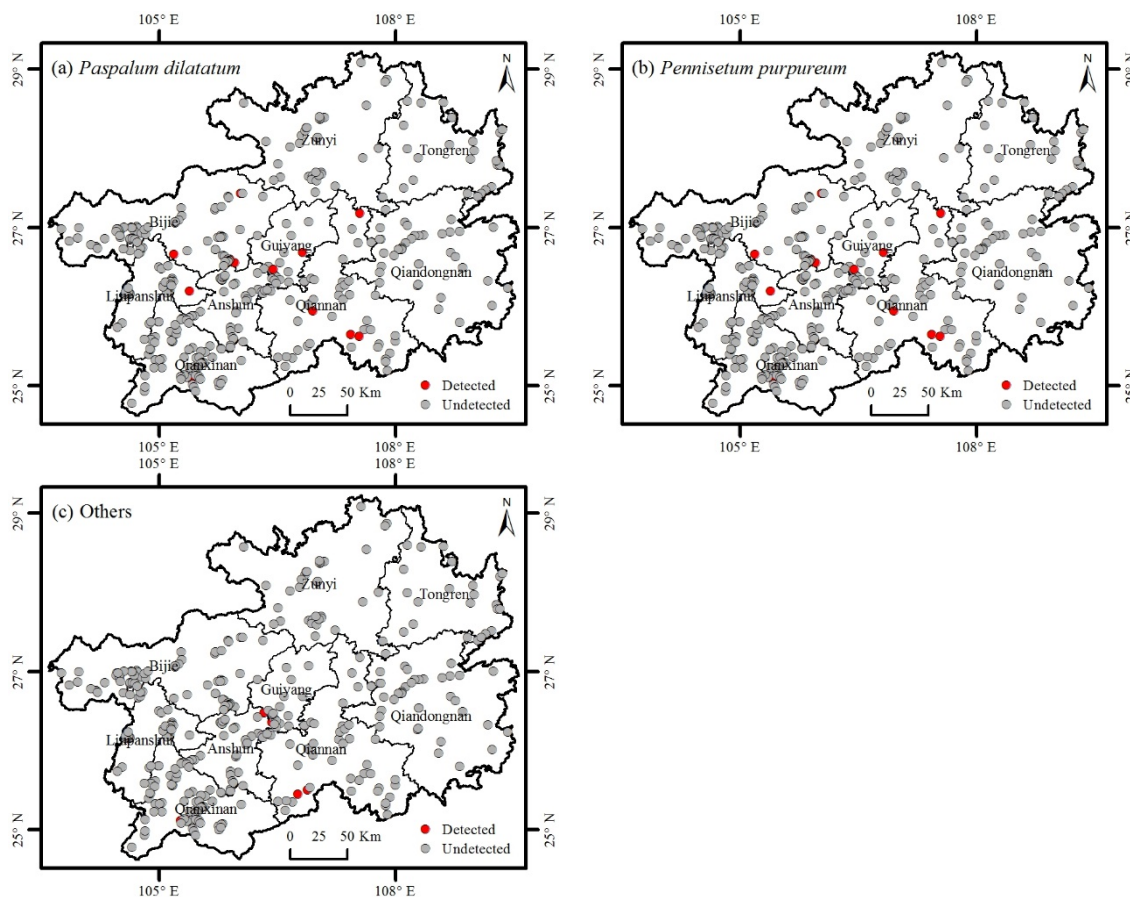 105° E 108° E 105° E 108° E
(a) Paspalum dilatatum N (b) Pennisetum purpureum N
29° N 29° N 29° N
Zunyi Zunyi
Tongren Tongren
27° N Bijie 27° N Bijie 27° N
Guiyang Guiyang
Qiandongnan Qiandongnan
Liupanshui Anshun Qiannan Liupanshui Anshun Qiannan
Qianxinan Qianxinan
25° N 0 25 50 Km Detected 25° N 0 25 50 Km Detected
Undetected Undetected
105° E 108° E 105° E 108° E
105° E 108° E
(c) Others N
29° N 29° N
Zunyi
Tongren
27° N Bijie 27° N
Guiyang
Qiandongnan
Liupanshui Anshun Qiannan
Qianxinan
25° N 0 25 50 Km Detected 25° N
Undetected
105° E 108° E